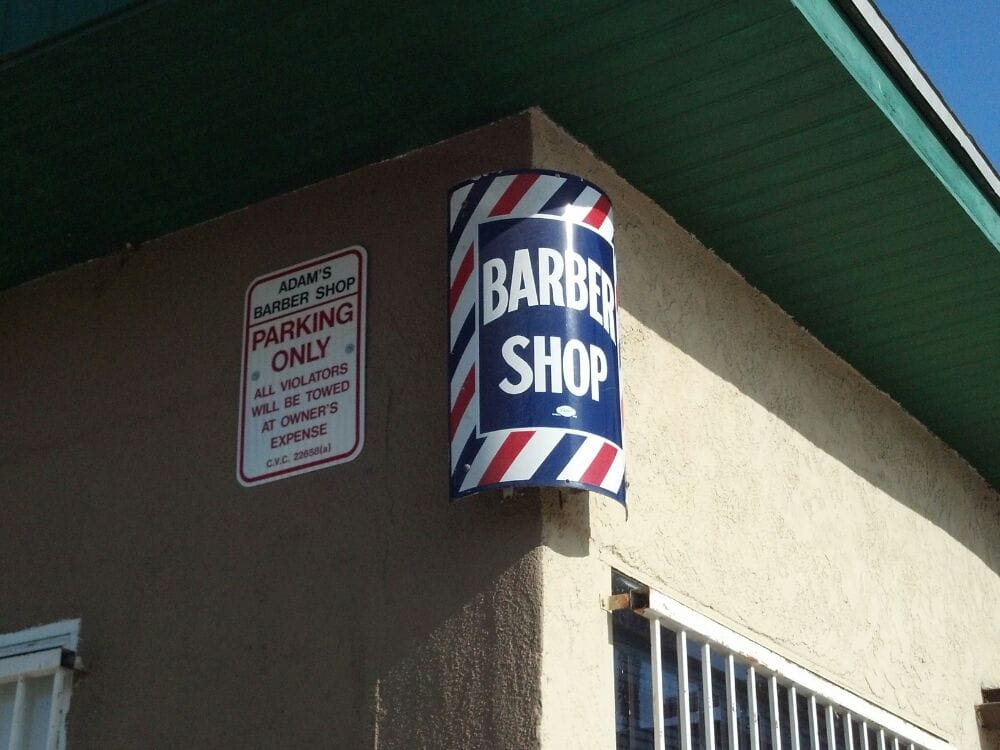 ADAM'S
BARBER SHOP
PARKING
ONLY
ALL VIOLATORS
WILL BE TOWED
AT OWNER'S
EXPENSE
C.V.C. 22658(a)
BARBER
SHOP